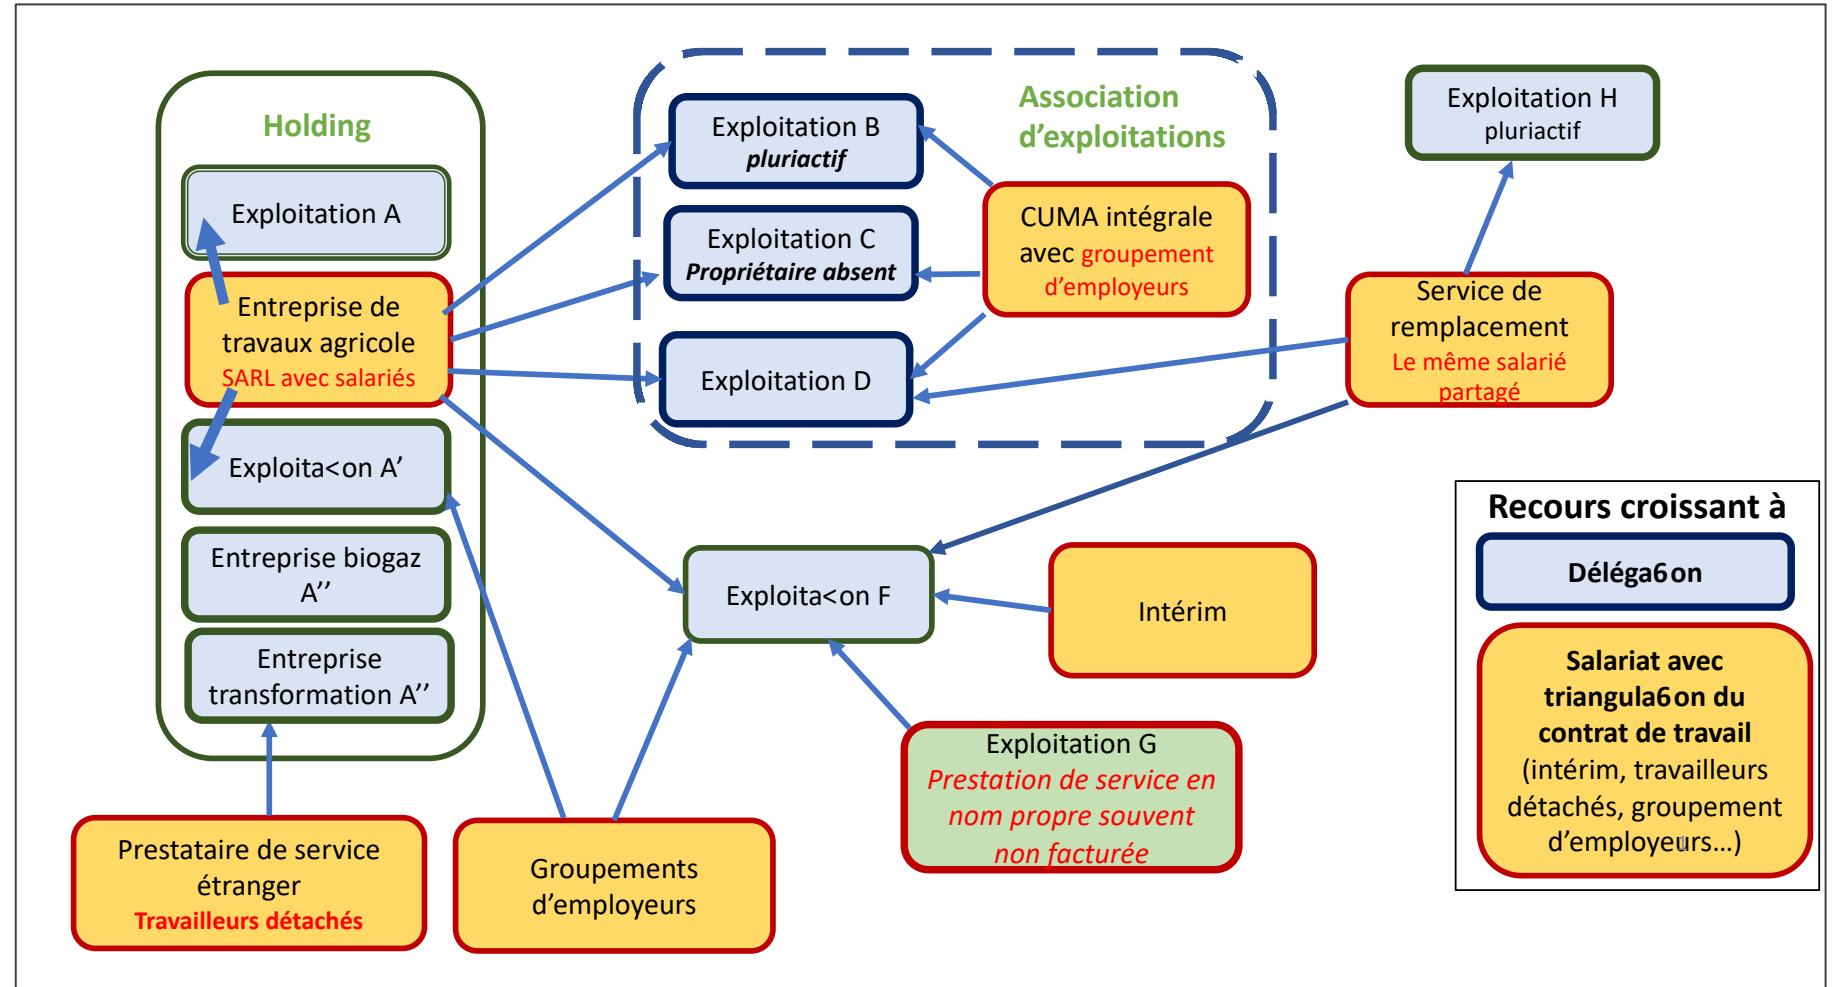 Holding
Exploitation A
Entreprise de
travaux agricole
SARL avec salariés
Exploita<on A'
Entreprise biogaz
A’’
Entreprise
transformation A’’
Prestataire de service
étranger
Travailleurs détachés
Groupements
d’employeurs
Association
d’exploitations
Exploitation B
pluriactif
Exploitation C
Propriétaire absent
Exploitation D
CUMA intégrale
avec groupement
d’employeurs
Exploitation H
pluriactif
Service de
remplacement
Le même salarié
partagé
Exploita<on F
Intérim
Exploitation G
Prestation de service en
nom propre souvent
non facturée
Recours croissant à
Déléga6on
Salariat avec
triangula6on du
contrat de travail
(intérim, travailleurs
détachés, groupement
d’employeurs…)
1